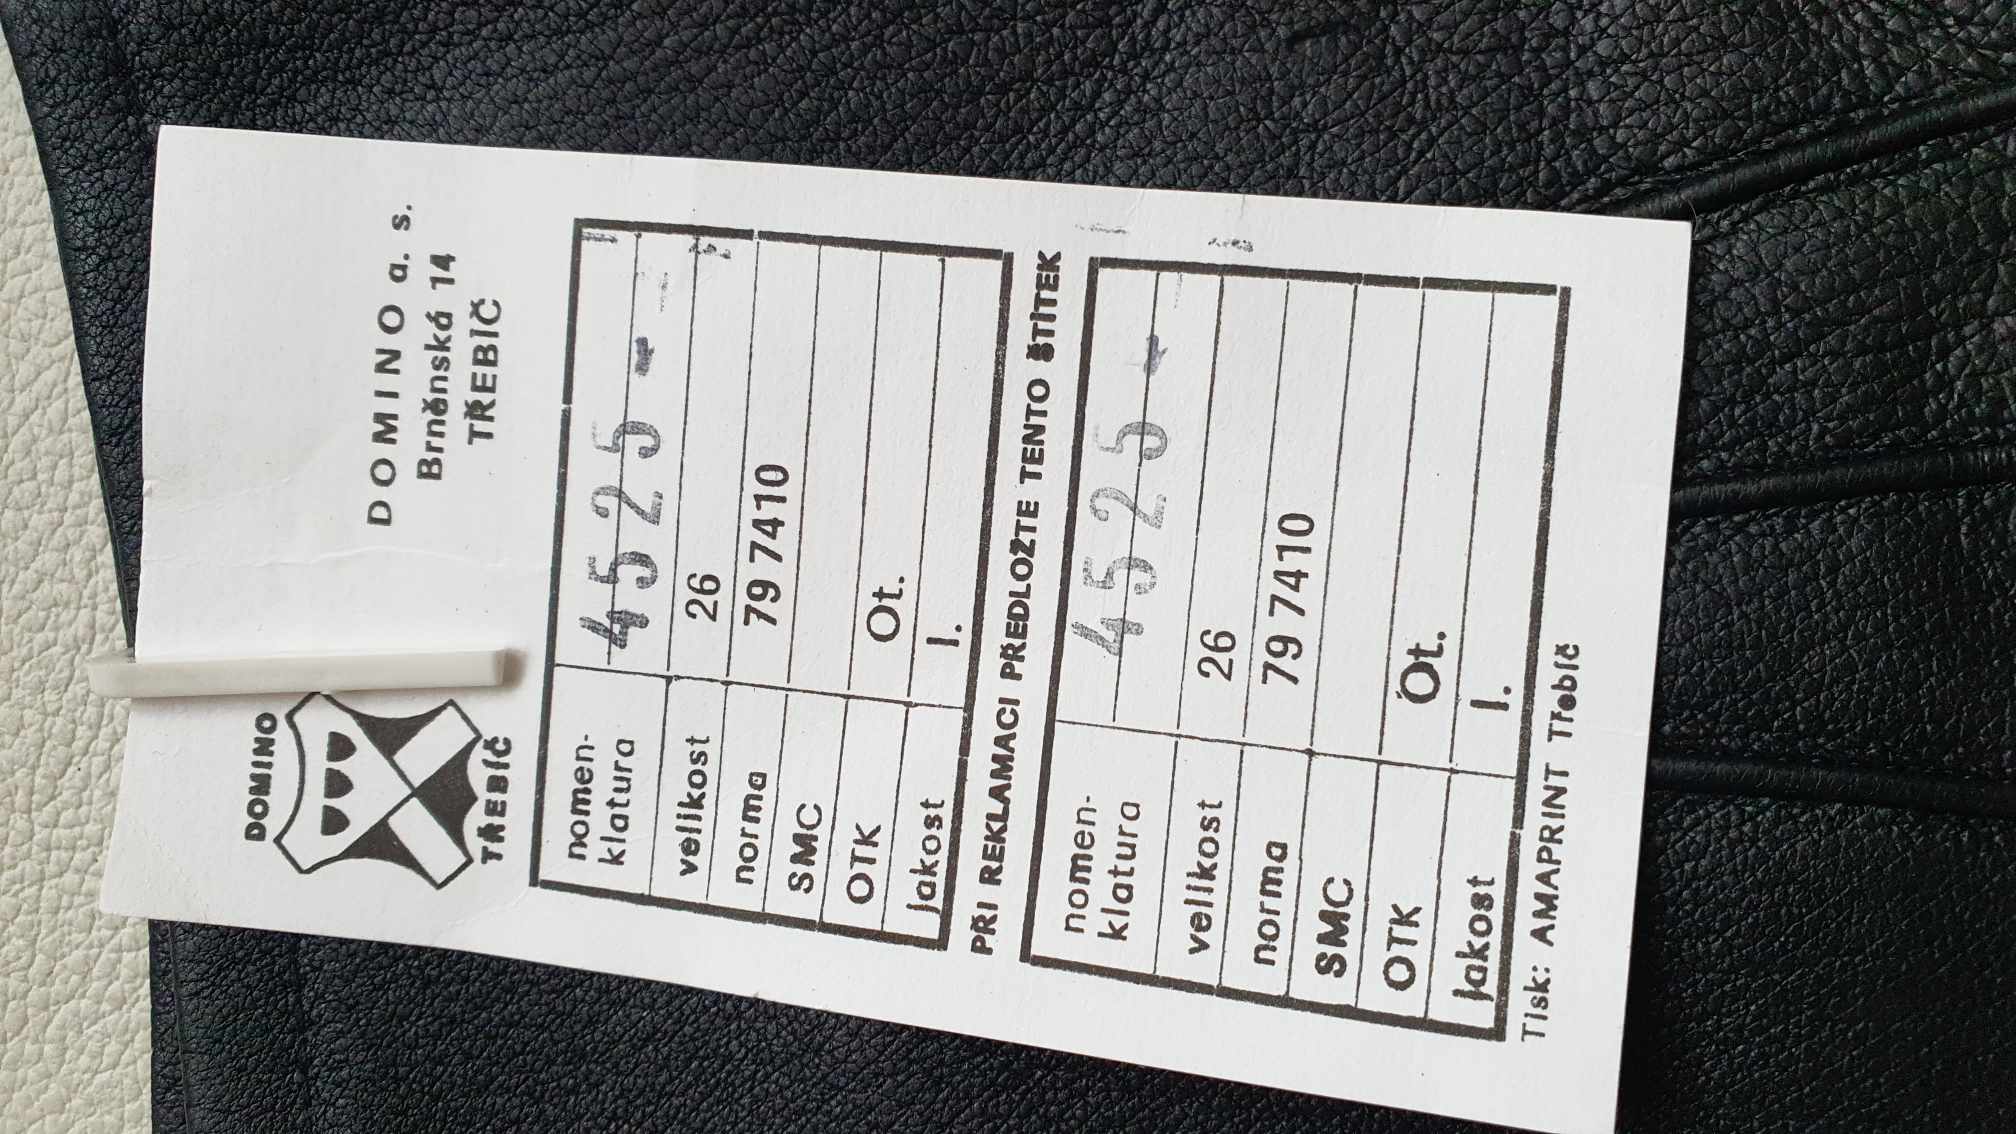 DOMINO
TŘEBÍČ
DOMINO a. s.
Brněnská 14
TŘEBÍČ
nomen-
klatura 4525-
velikost 26
norma 79 7410
SMC
OTK Ot.
jakost I.
PŘI REKLAMACI PŘEDLOŽTE TENTO ŠTÍTEK
nomen-
klatura 4525-
velikost 26
norma 79 7410
SMC
OTK Ot.
jakost I.
Tisk: AMAPRINT Třebíč